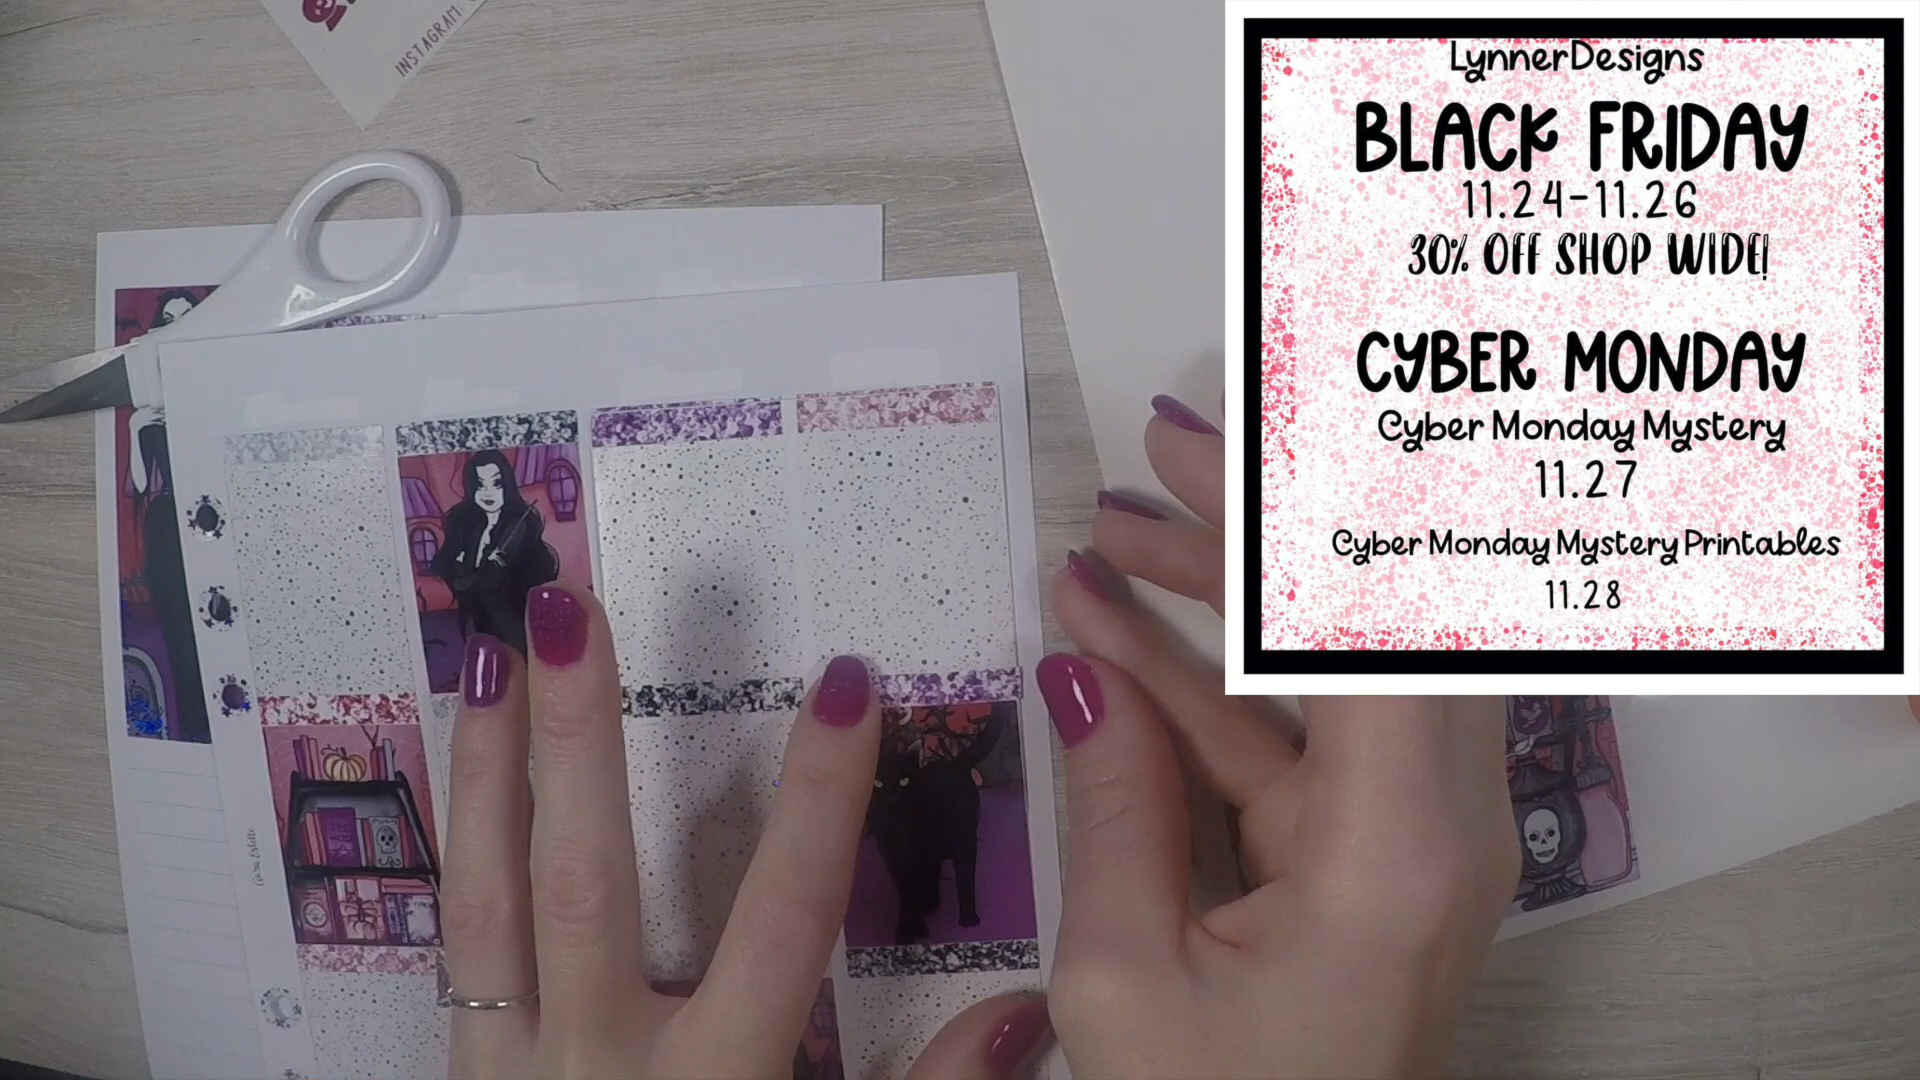 INSTAGRAM:
LynnerDesigns
BLACK FRIDAY
11.24-11.26
30% OFF SHOP WIDE!
CYBER MONDAY
Cyber Monday Mystery
11.27
Cyber Monday Mystery Printables
11.28